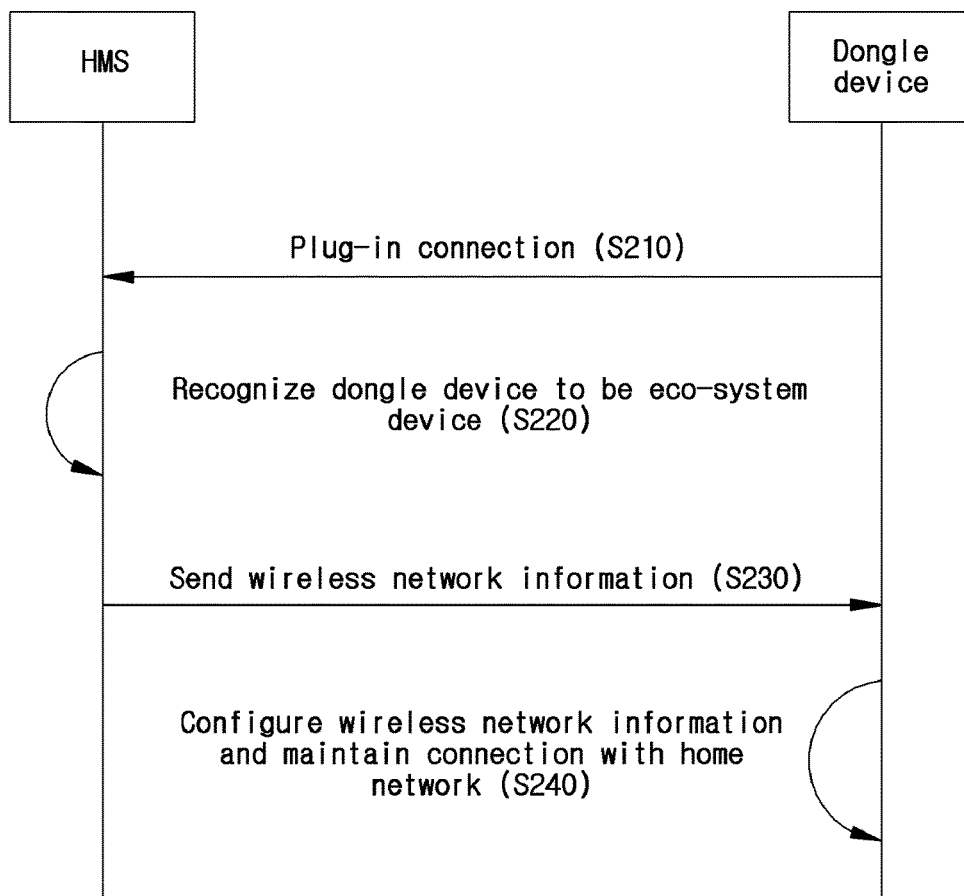 HMS
Dongle
device
Plug-in connection (S210)
Recognize dongle device to be eco-system
device (S220)
Send wireless network information (S230)
Configure wireless network information
and maintain connection with home
network (S240)